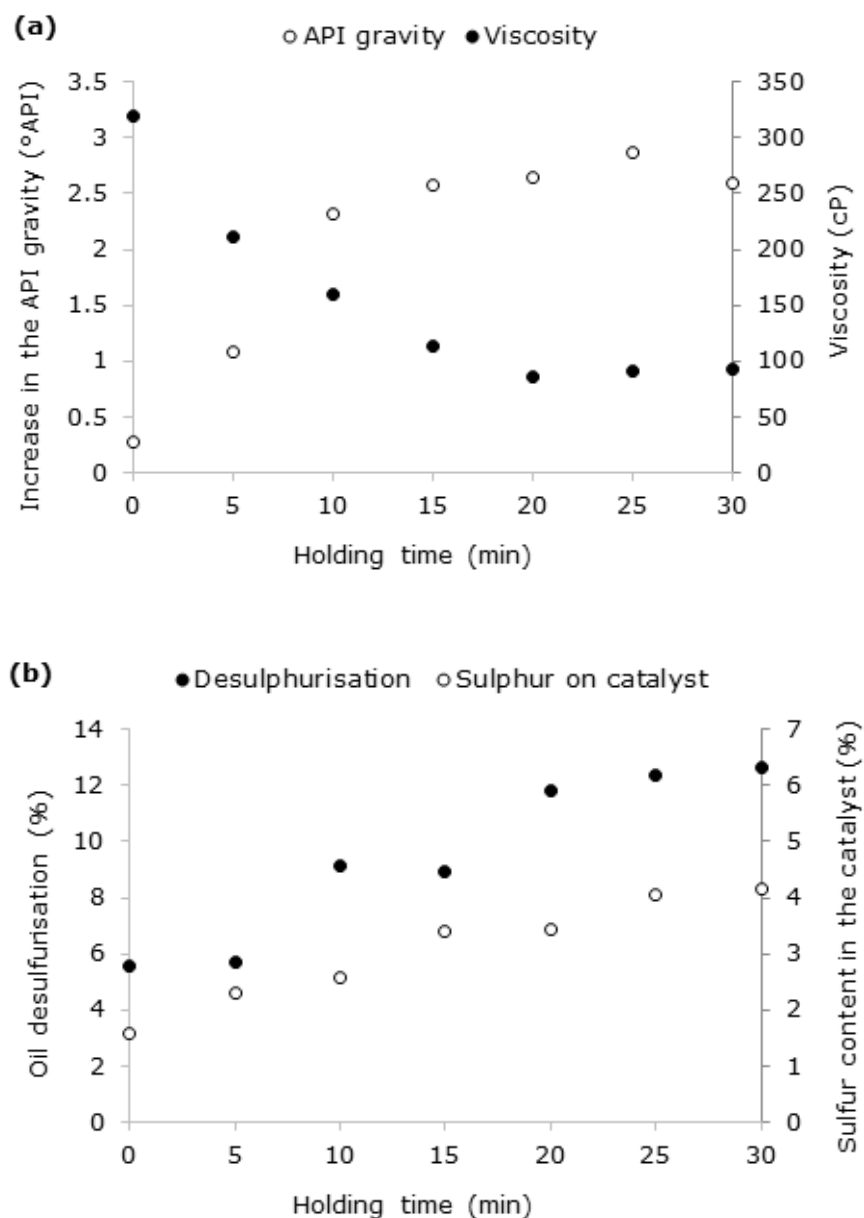 (a)
API gravity Viscosity
Increase in the API gravity (°API)
3.5
3
2.5
2
1.5
1
0.5
0
350
300
250
200
150
100
50
0
Viscosity (cP)
0 5 10 15 20 25 30
Holding time (min)
(b)
Desulphurisation Sulphur on catalyst
Oil desulfurisation (%)
14
12
10
8
6
4
2
0
7
6
5
4
3
2
1
0
Sulfur content in the catalyst (%)
0 5 10 15 20 25 30
Holding time (min)